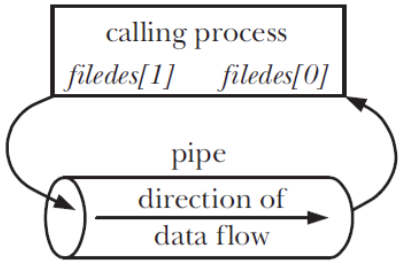 calling process
filedes[1] filedes[0]
pipe
direction of
data flow